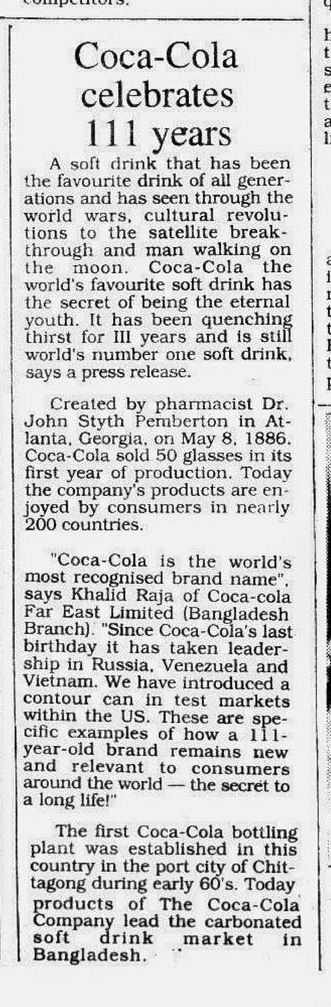 competitors.
Coca-Cola
celebrates
111 years
A soft drink that has been
the favourite drink of all gener-
ations and has seen through the
world wars, cultural revolu-
tions to the satellite break-
through and man walking on
the moon. Coca-Cola the
world's favourite soft drink has
the secret of being the eternal
youth. It has been quenching
thirst for III years and is still
world's number one soft drink,
says a press release.
Created by pharmacist Dr.
John Styth Pemberton in At-
lanta, Georgia, on May 8, 1886.
Coca-Cola sold 50 glasses in its
first year of production. Today
the company's products are en-
joyed by consumers in nearly
200 countries.
"Coca-Cola is the world's
most recognised brand name",
says Khalid Raja of Coca-cola
Far East Limited (Bangladesh
Branch). "Since Coca-Cola's last
birthday it has taken leader-
ship in Russia, Venezuela and
Vietnam. We have introduced a
contour can in test markets
within the US. These are spe-
cific examples of how a 111-
year-old brand remains new
and relevant to consumers
around the world — the secret to
a long life!"
The first Coca-Cola bottling
plant was established in this
country in the port city of Chit-
tagong during early 60's. Today
products of The Coca-Cola
Company lead the carbonated
soft drink market in
Bangladesh.